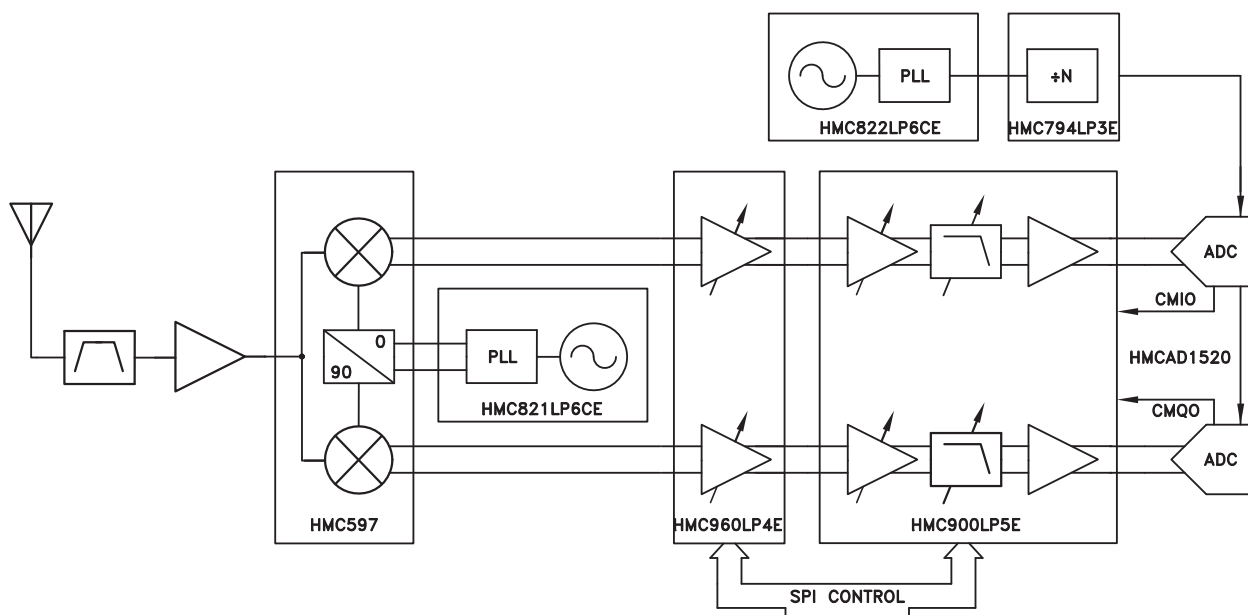 PLL
÷N
HMC822LP6CE
HMC794LP3E
ADC
CMIO
0
90
PLL
HMCAD1520
HMC821LP6CE
CMQO
ADC
HMC597
HMC960LP4E
HMC900LP5E
SPI CONTROL